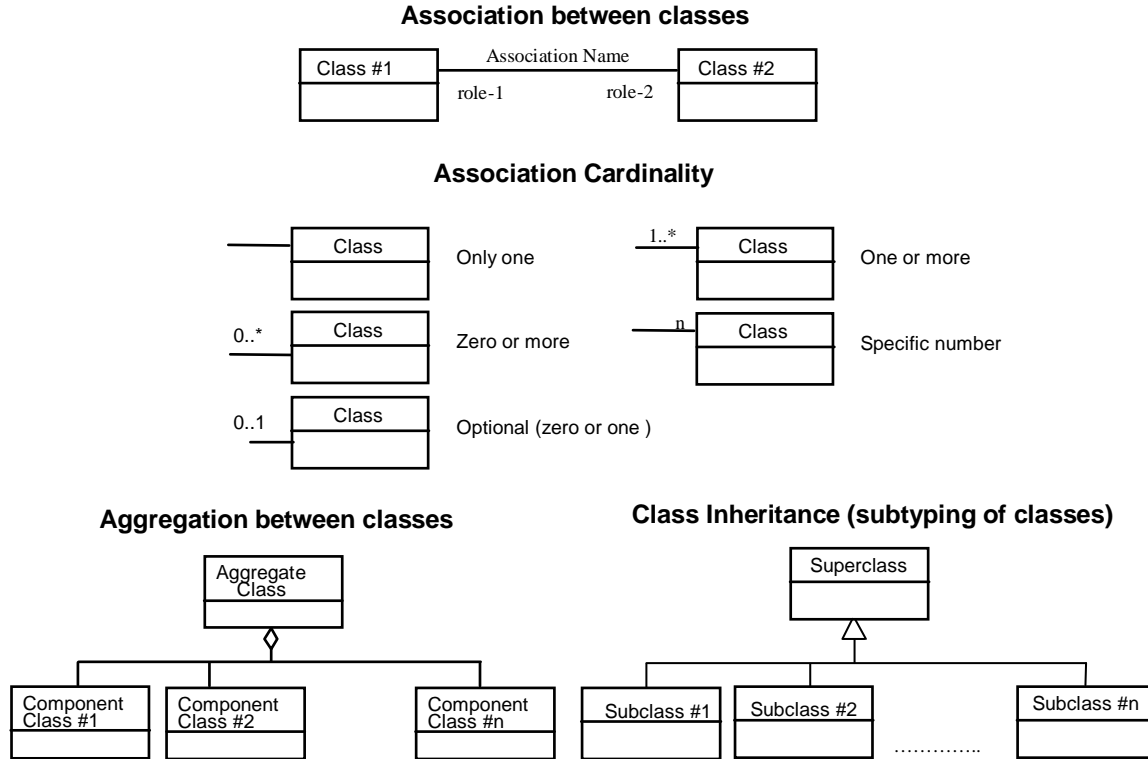 Association between classes
Class #1
Association Name
Class #2
role-1
role-2
Association Cardinality
Class
Only one
1..*
Class
One or more
0..*
Class
Zero or more
n
Class
Specific number
0..1
Class
Optional (zero or one )
Aggregation between classes
Aggregate
Class
Component
Class #1
Component
Class #2
Component
Class #n
Class Inheritance (subtyping of classes)
Superclass
Subclass #1
Subclass #2
…………..
Subclass #n